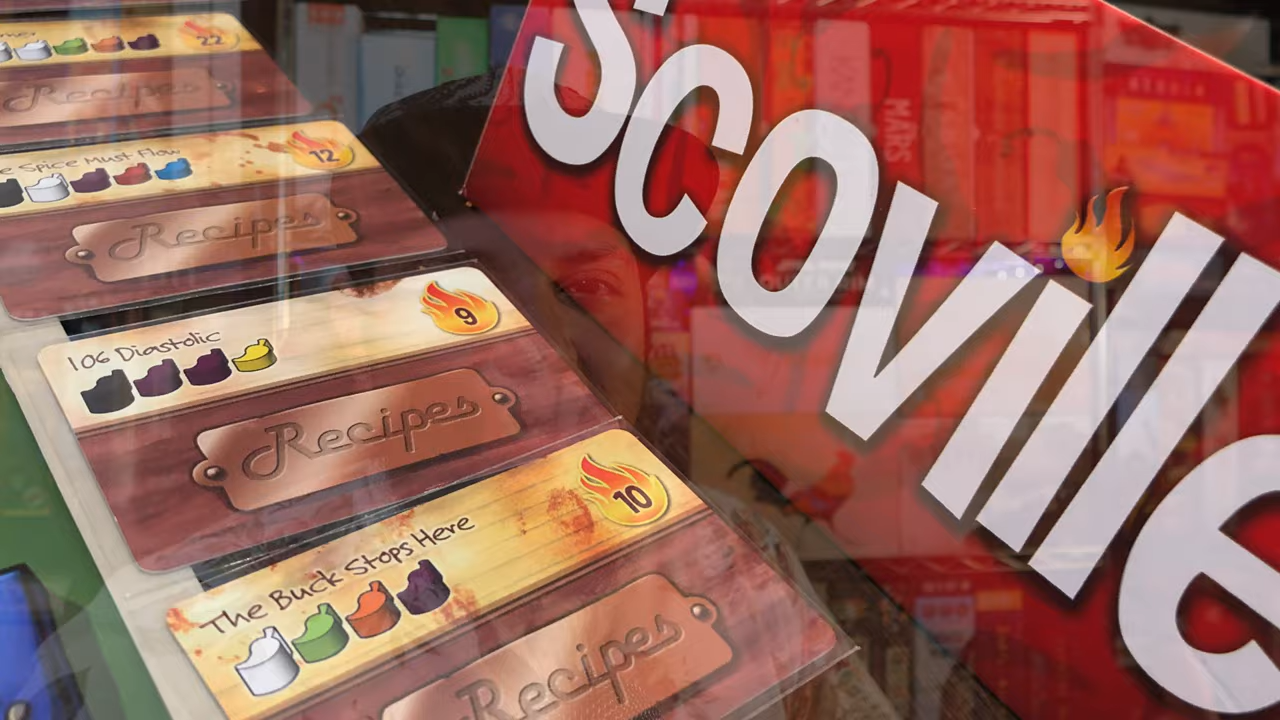 22
Recipes
12
e Spice Must Flow
Recipes
9
106 Diastolic
Recipes
10
The Buck Stops Here
Recipes
Scoville
MARS